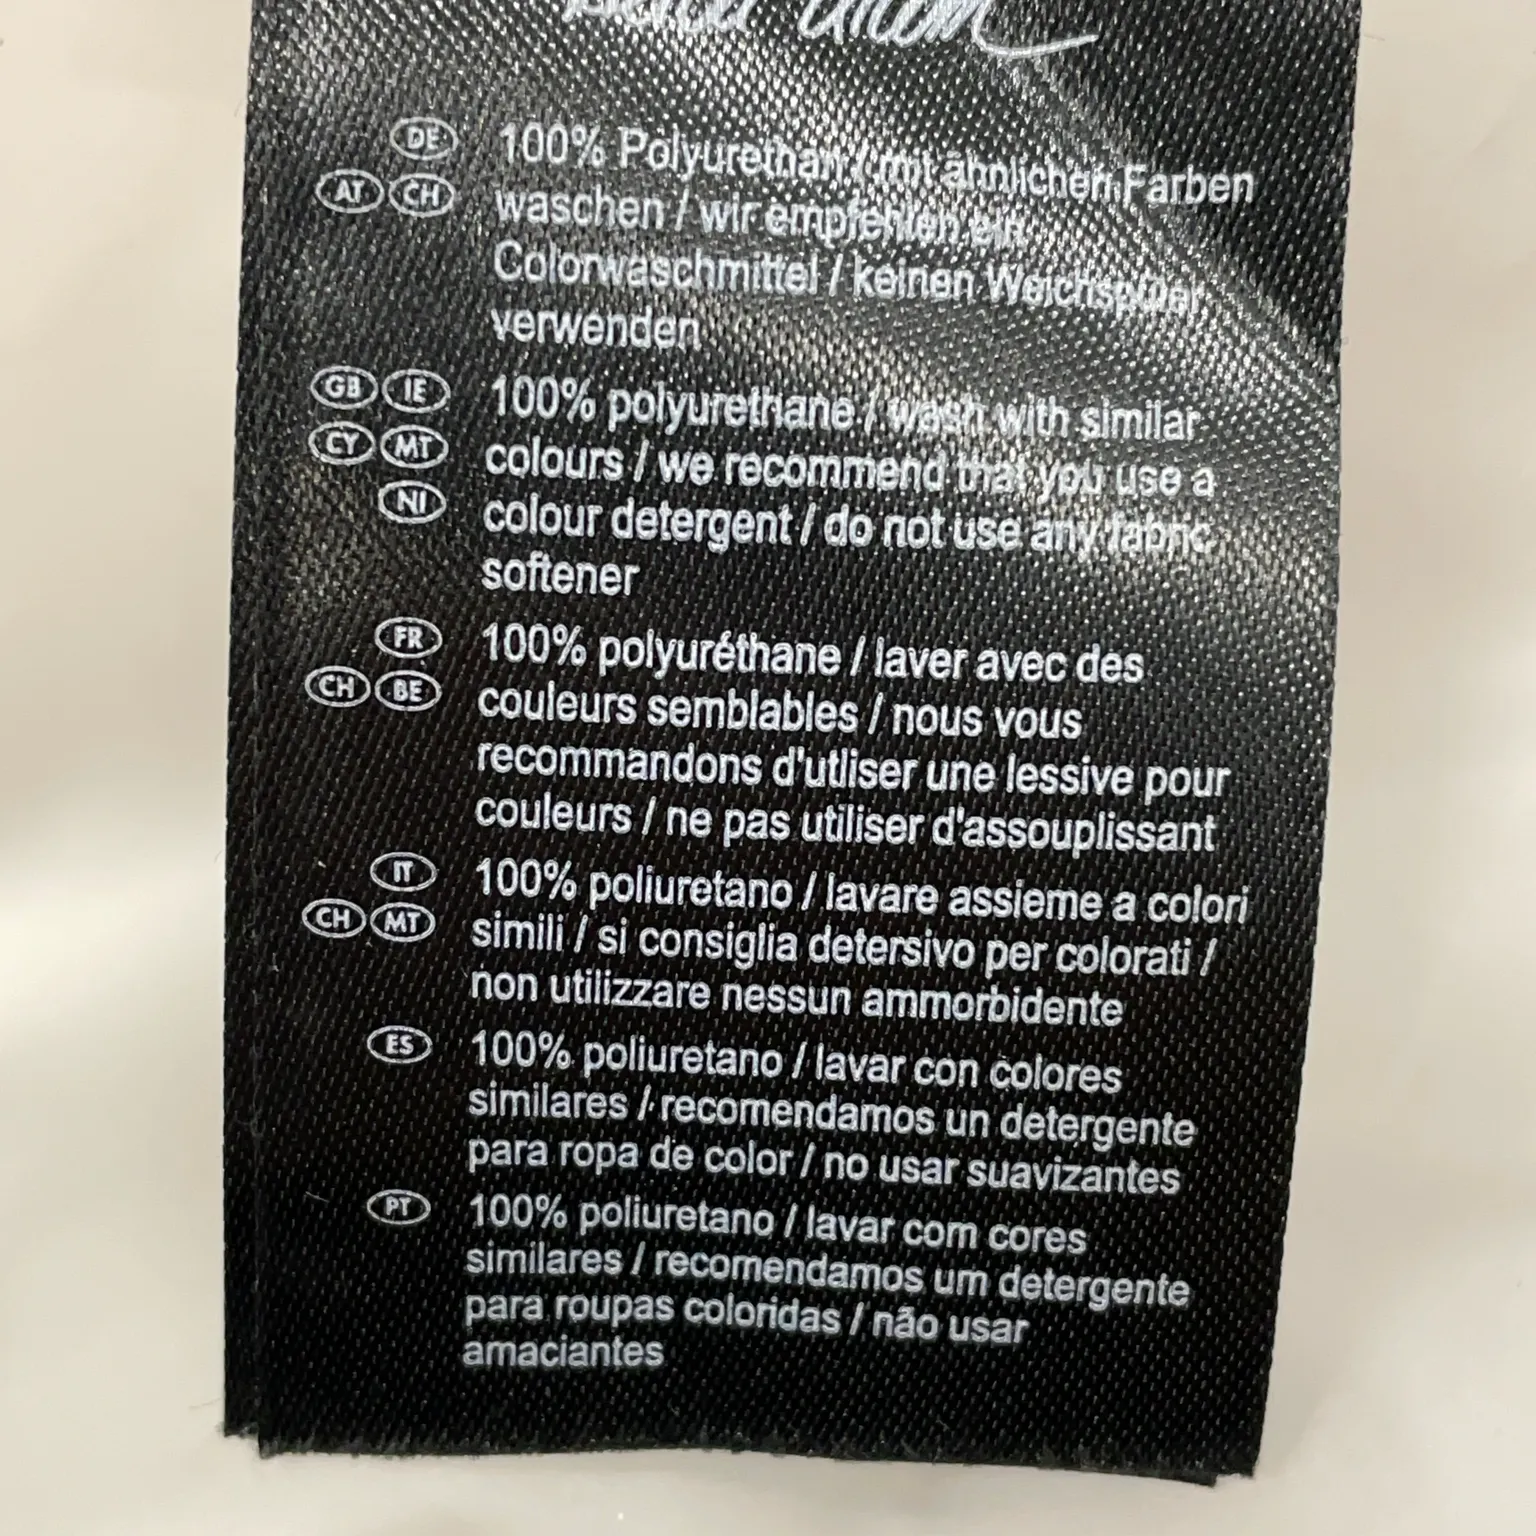 DE 100% Polyurethan / mit ähnlichen Farben
AT CH waschen / wir empfehlen ein
Colorwaschmittel / keinen Weichspüler
verwenden
GB IE 100% polyurethane / wash with similar
CY MT colours / we recommend that you use a
NI colour detergent / do not use any fabric
softener
FR 100% polyuréthane / laver avec des
CH BE couleurs semblables / nous vous
recommandons d'utliser une lessive pour
couleurs / ne pas utiliser d'assouplissant
IT 100% poliuretano / lavare assieme a colori
CH MT simili / si consiglia detersivo per colorati /
non utilizzare nessun ammorbidente
ES 100% poliuretano / lavar con colores
similares / recomendamos un detergente
para ropa de color / no usar suavizantes
PT 100% poliuretano / lavar com cores
similares / recomendamos um detergente
para roupas coloridas / não usar
amaciantes